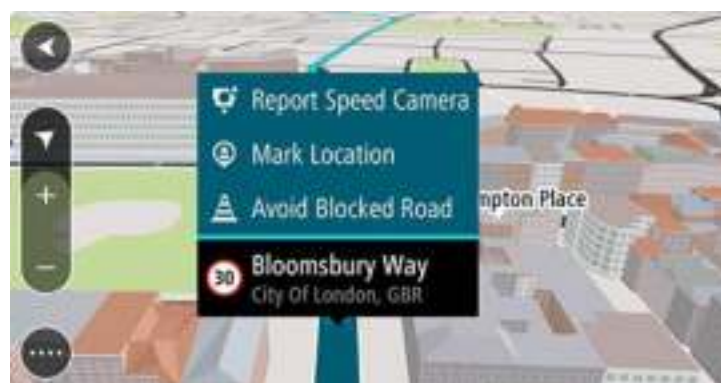 Report Speed Camera
Mark Location
Avoid Blocked Road
mpton Place
30
Bloomsbury Way
City Of London, GBR